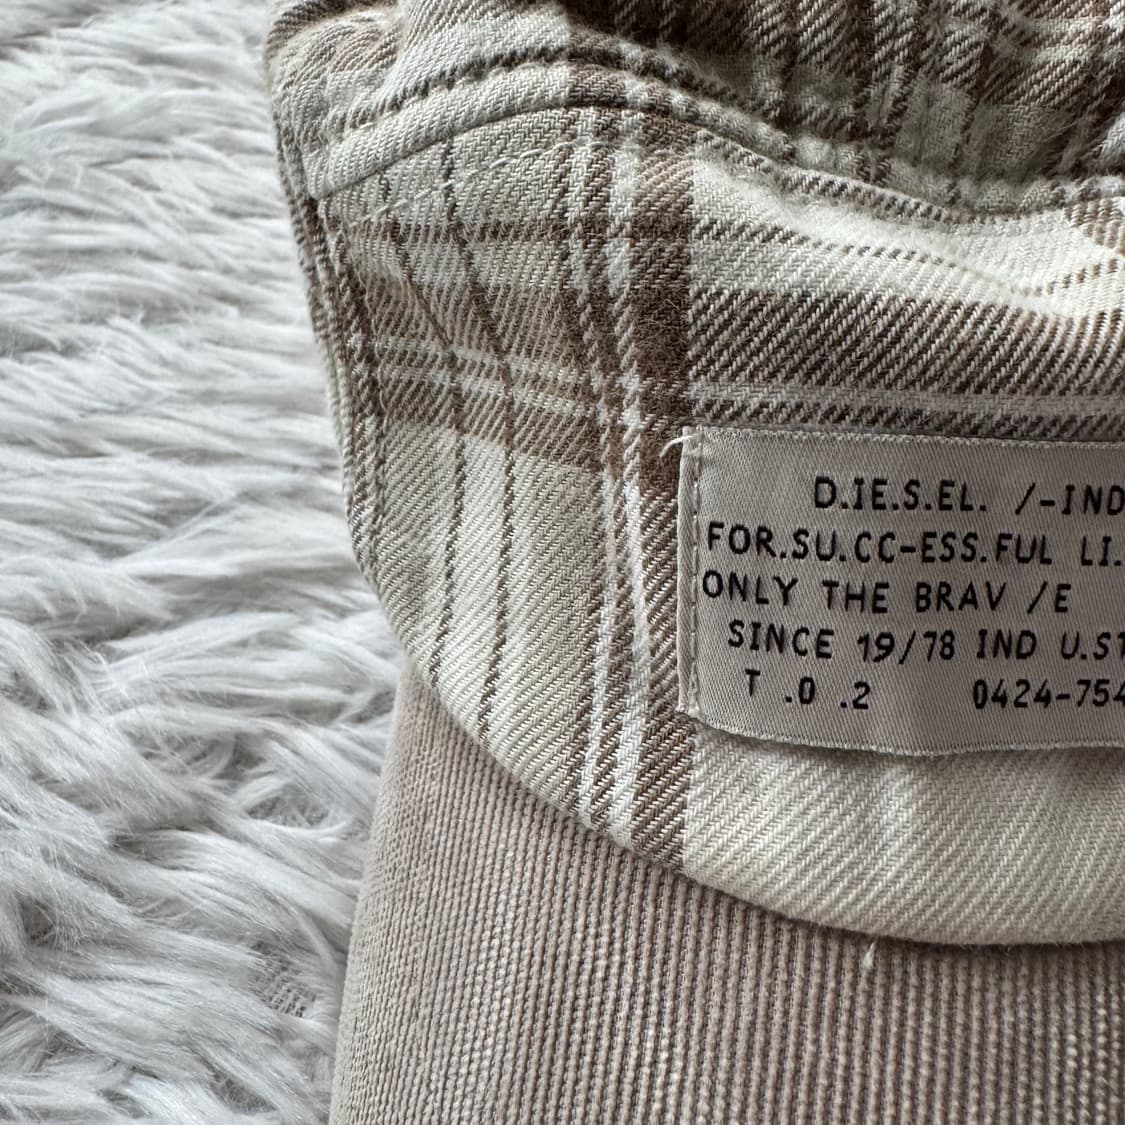 D.IE.S.EL. /-IND
FOR.SU.CC-ESS.FUL LI.
ONLY THE BRAV /E
SINCE 19/78 IND U.ST
T .0 .2 0424-754